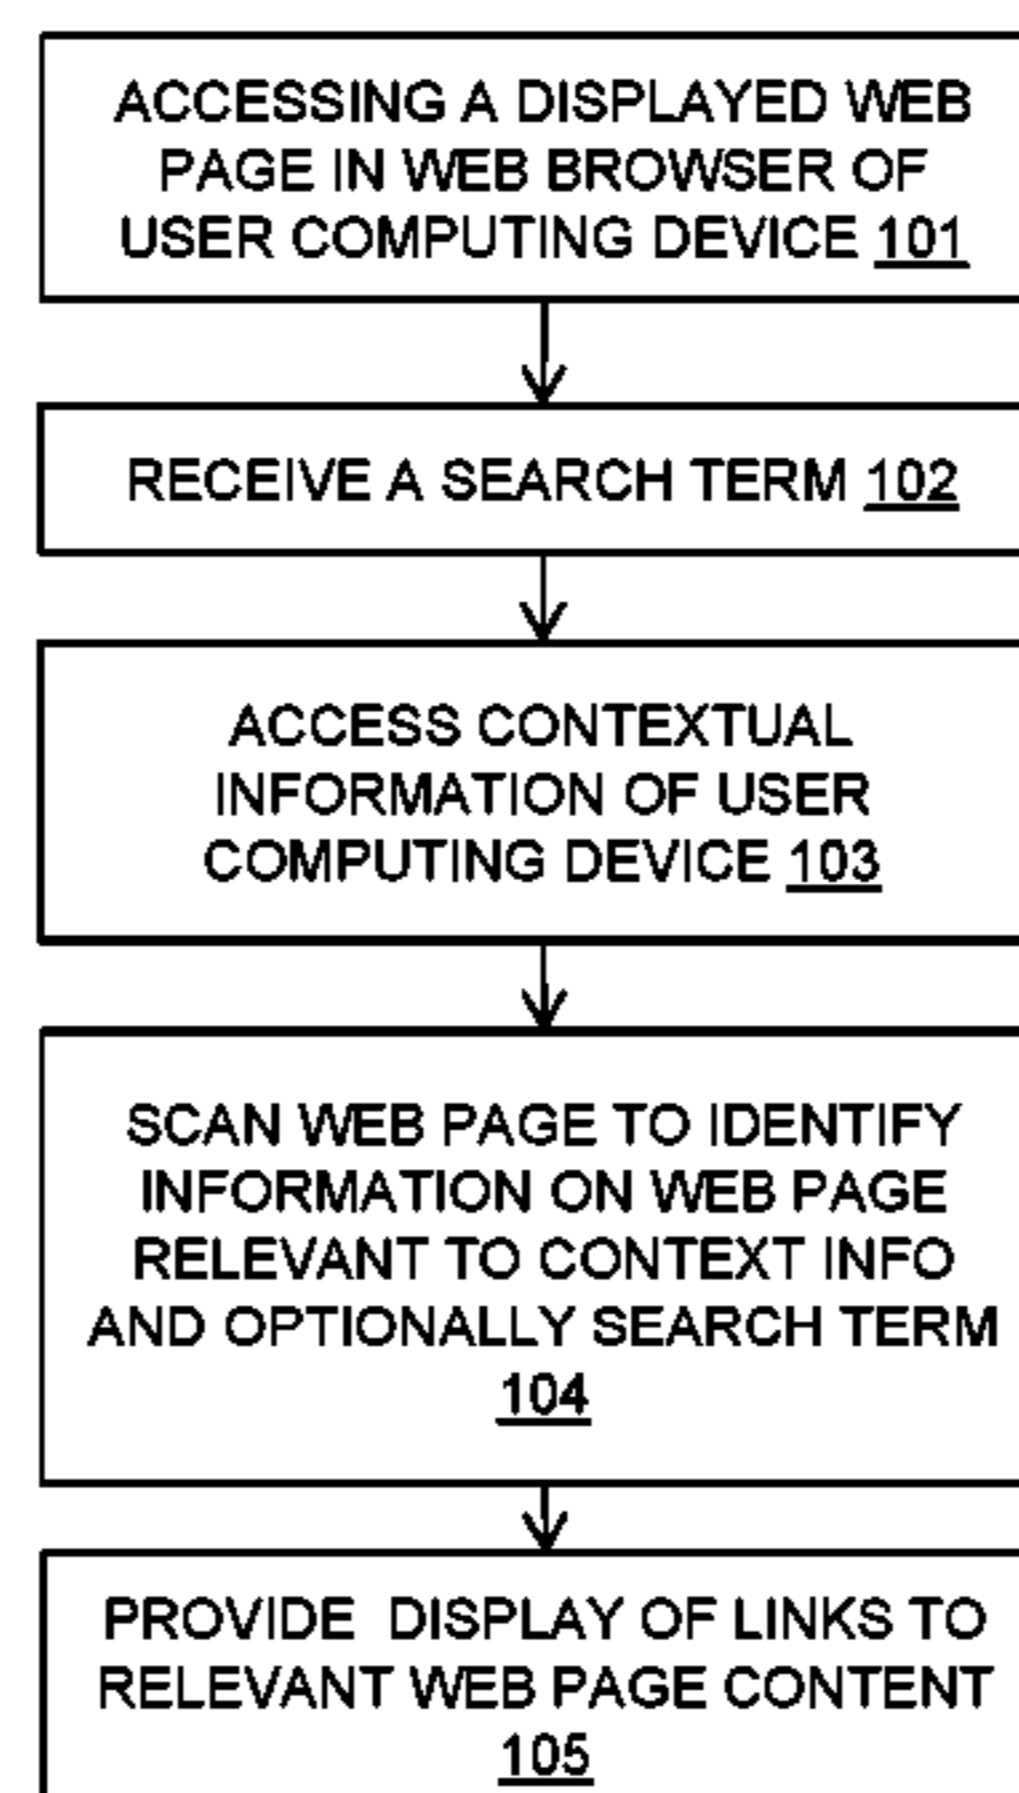 ACCESSING A DISPLAYED WEB
PAGE IN WEB BROWSER OF
USER COMPUTING DEVICE 101
RECEIVE A SEARCH TERM 102
ACCESS CONTEXTUAL
INFORMATION OF USER
COMPUTING DEVICE 103
SCAN WEB PAGE TO IDENTIFY
INFORMATION ON WEB PAGE
RELEVANT TO CONTEXT INFO
AND OPTIONALLY SEARCH TERM
104
PROVIDE DISPLAY OF LINKS TO
RELEVANT WEB PAGE CONTENT
105